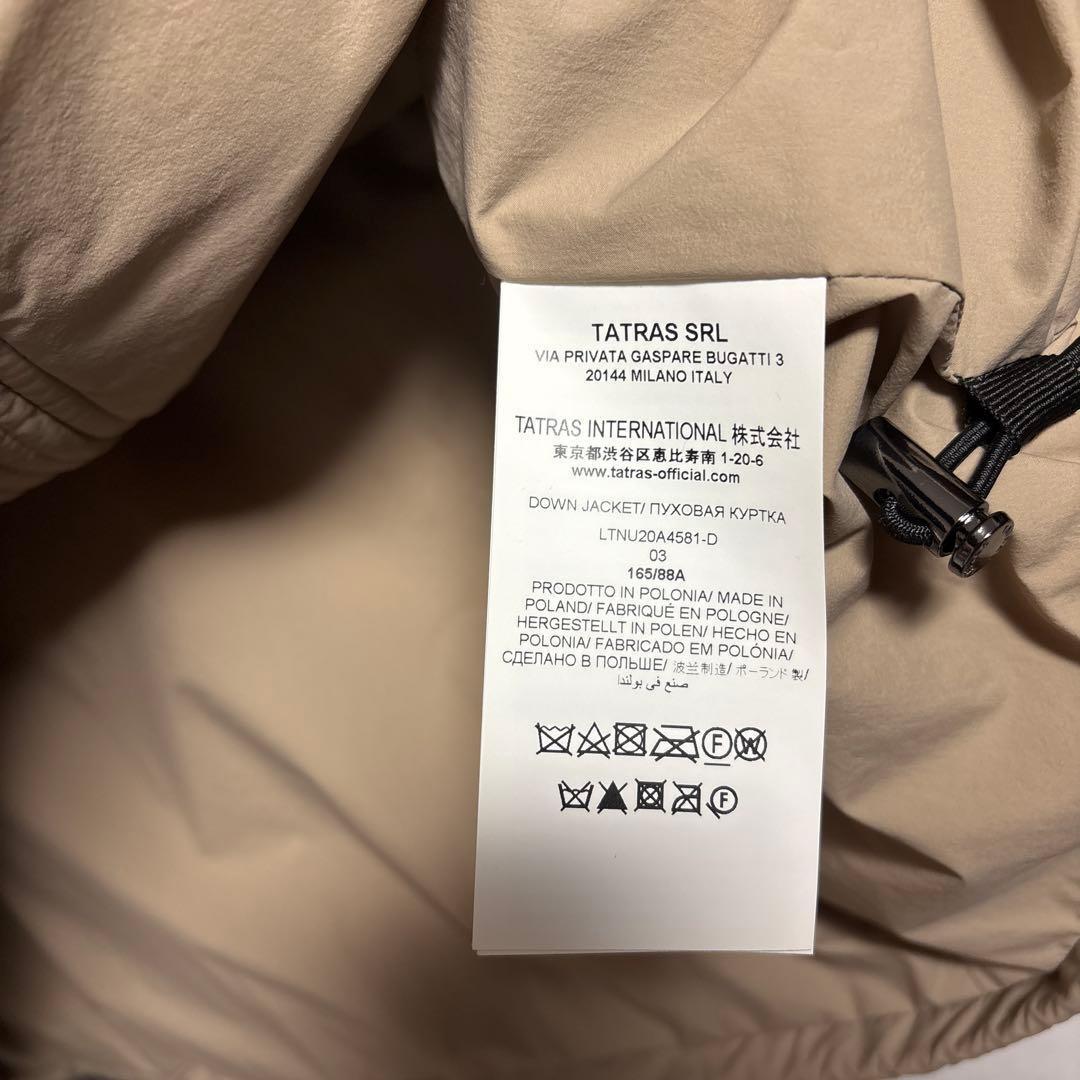 TATRAS SRL
VIA PRIVATA GASPARE BUGATTI 3
20144 MILANO ITALY
TATRAS INTERNATIONAL 株式会社
東京都渋谷区恵比寿南 1-20-6
www.tatras-official.com
DOWN JACKET/ ПУХОВАЯ КУРТКА
LTNU20A4581-D
03
165/88A
PRODOTTO IN POLONIA/ MADE IN
POLAND/ FABRIQUÉ EN POLOGNE/
HERGESTELLT IN POLEN/ HECHO EN
POLONIA/ FABRICADO EM POLÓNIA/
СДЕЛАНО В ПОЛЬШЕ/ 波兰制造/ ポーランド 製/
صنع في بولندا
F W
F